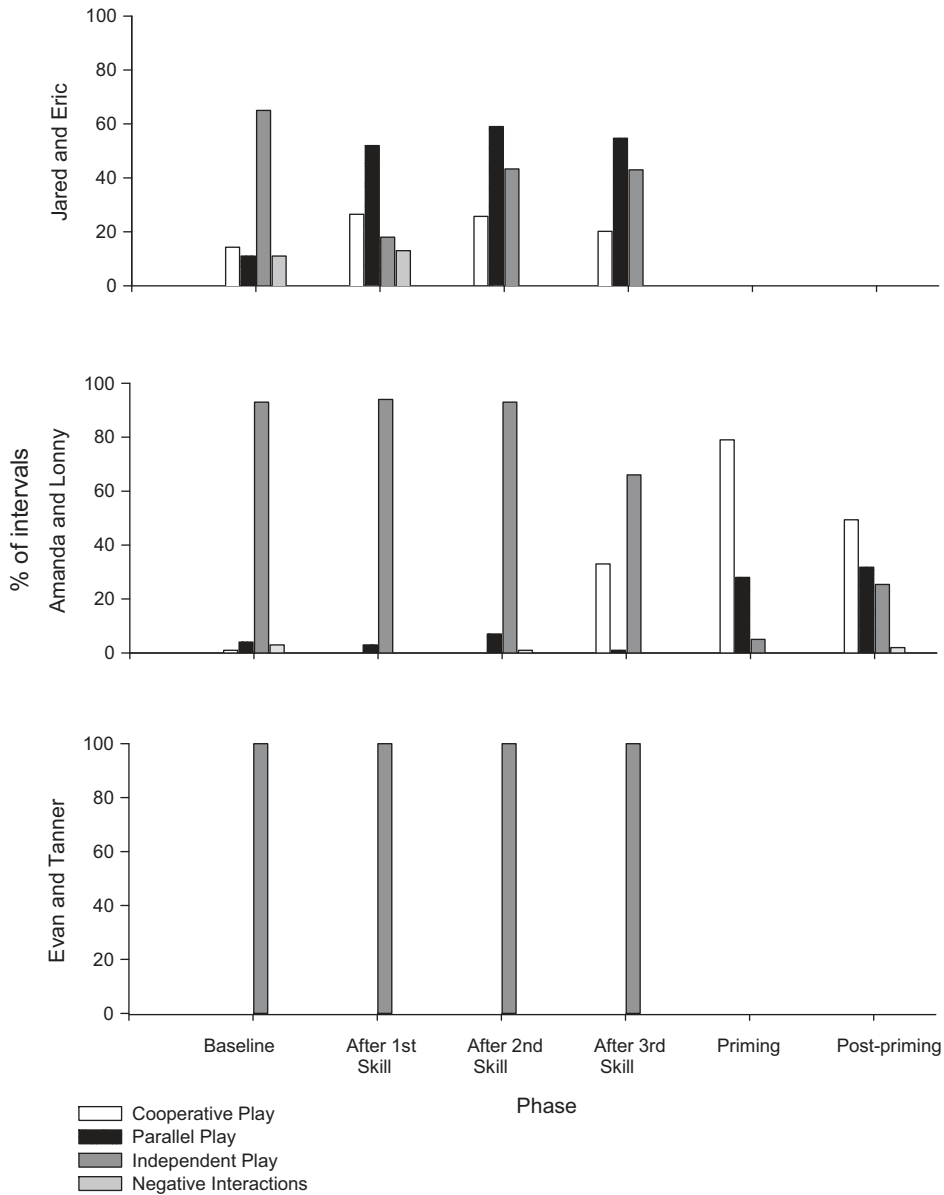 100
80
60
40
20
0
Jared and Eric
100
80
60
40
20
0
% of intervals
Amanda and Lonny
100
80
60
40
20
0
Evan and Tanner
Baseline
After 1st
Skill
After 2nd
Skill
After 3rd
Skill
Priming
Post-priming
Phase
Cooperative Play
Parallel Play
Independent Play
Negative Interactions